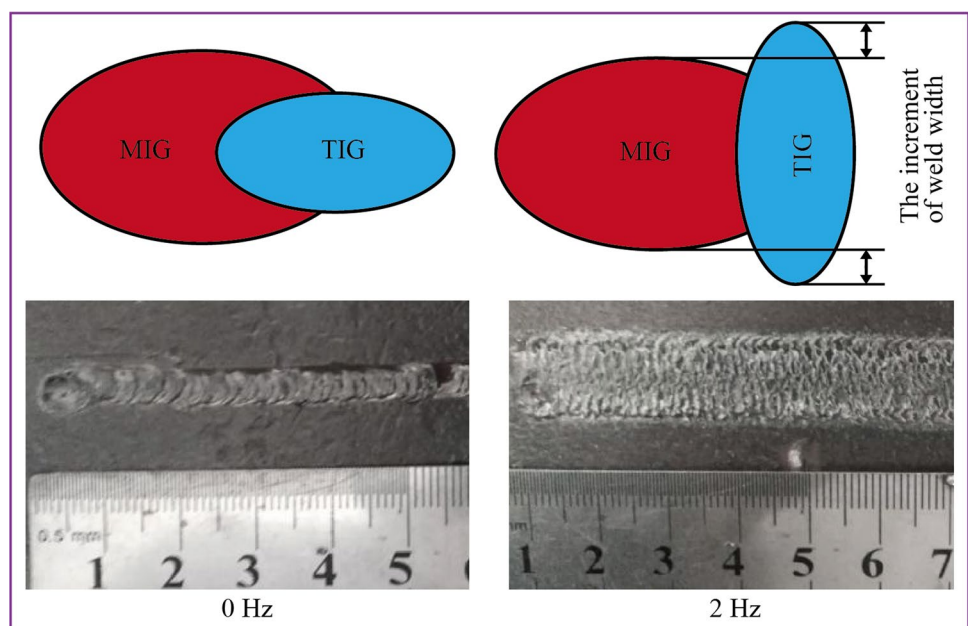 MIG
TIG
MIG
TIG
The increment
of weld width
0.5 mm
1 2 3 4 5
mm
1 2 3 4 5 6 7
0 Hz
2 Hz